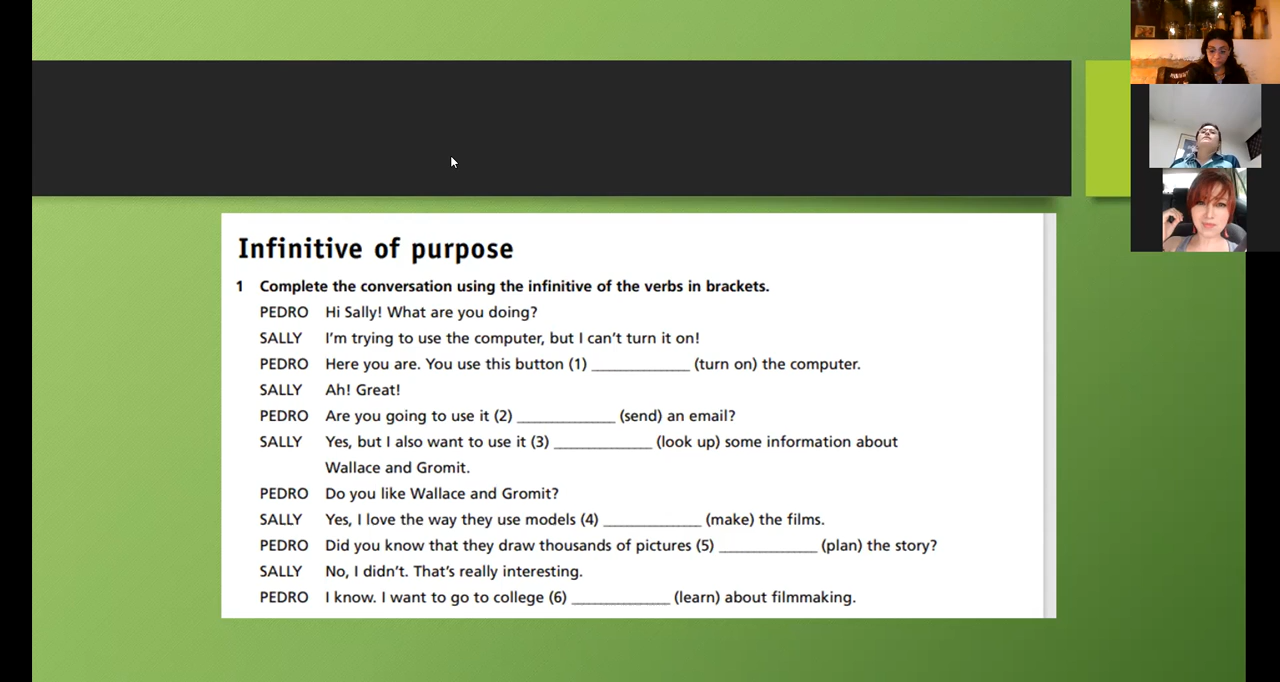 Infinitive of purpose
1 Complete the conversation using the infinitive of the verbs in brackets.
PEDRO Hi Sally! What are you doing?
SALLY I'm trying to use the computer, but I can't turn it on!
PEDRO Here you are. You use this button (1) ______________ (turn on) the computer.
SALLY Ah! Great!
PEDRO Are you going to use it (2) ______________ (send) an email?
SALLY Yes, but I also want to use it (3) ______________ (look up) some information about
Wallace and Gromit.
PEDRO Do you like Wallace and Gromit?
SALLY Yes, I love the way they use models (4) ______________ (make) the films.
PEDRO Did you know that they draw thousands of pictures (5) ______________ (plan) the story?
SALLY No, I didn't. That's really interesting.
PEDRO I know. I want to go to college (6) ______________ (learn) about filmmaking.